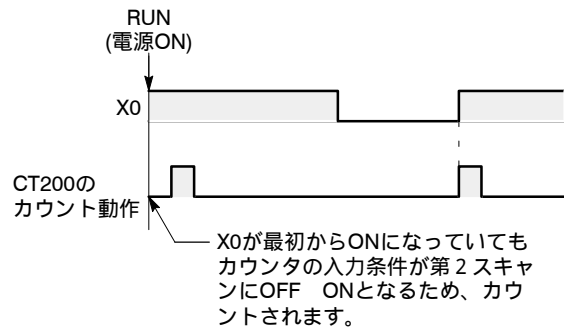 RUN
(電源ON)
X0
CT200の
カウント動作
X0が最初からONになっていても
カウンタの入力条件が第2スキャ
ンにOFF ONとなるため、カウ
ントされます。